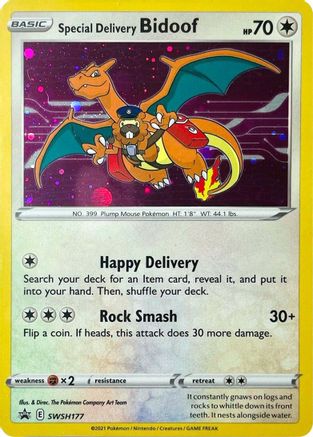 BASIC
Special Delivery Bidoof HP 70
NO. 399 Plump Mouse Pokémon HT: 1'8" WT: 44.1 lbs.
Happy Delivery
Search your deck for an Item card, reveal it, and put it
into your hand. Then, shuffle your deck.
Rock Smash 30+
Flip a coin. If heads, this attack does 30 more damage.
weakness ×2 resistance retreat
Illus. & Direc. The Pokémon Company Art Team
It constantly gnaws on logs and
rocks to whittle down its front
teeth. It nests alongside water.
E SWSH177
©2021 Pokémon / Nintendo / Creatures / GAME FREAK